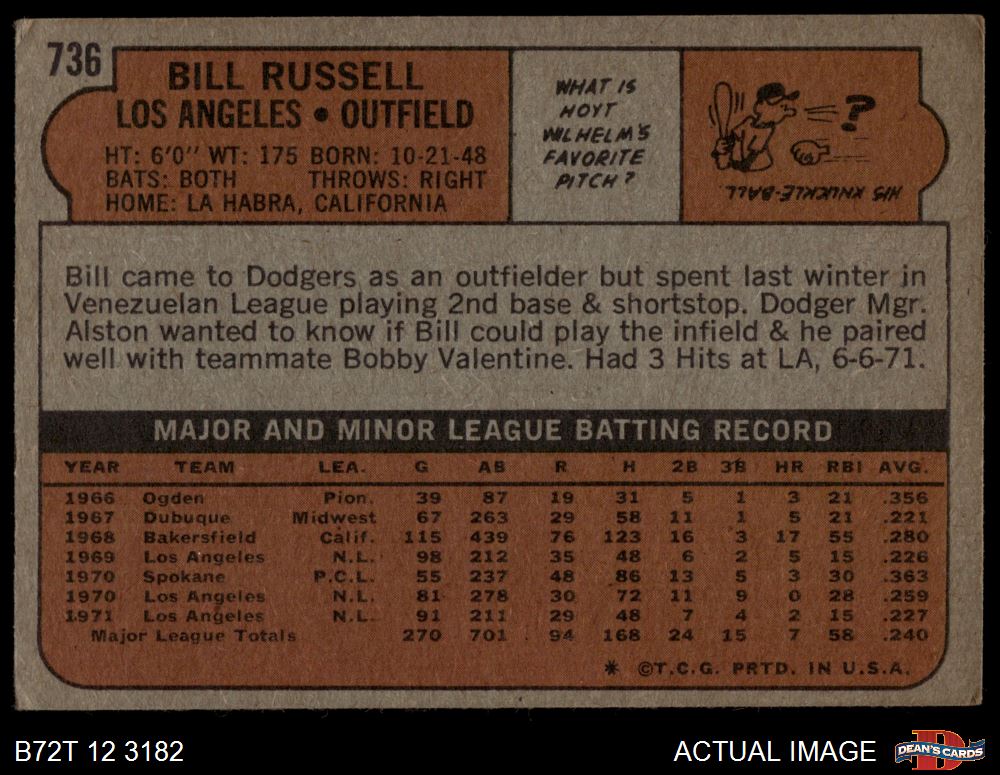 736
BILL RUSSELL
LOS ANGELES • OUTFIELD
HT: 6'0" WT: 175 BORN: 10-21-48
BATS: BOTH THROWS: RIGHT
HOME: LA HABRA, CALIFORNIA
WHAT IS
HOYT
WILHELM'S
FAVORITE
PITCH?
?
HIS KNUCKLE-BALL
Bill came to Dodgers as an outfielder but spent last winter in
Venezuelan League playing 2nd base & shortstop. Dodger Mgr.
Alston wanted to know if Bill could play the infield & he paired
well with teammate Bobby Valentine. Had 3 Hits at LA, 6-6-71.
MAJOR AND MINOR LEAGUE BATTING RECORD
YEAR TEAM LEA. G AB R H 2B 3B HR RBI AVG.
1966 Ogden Pion. 39 87 19 31 5 1 3 21 .356
1967 Dubuque Midwest 67 263 29 58 11 1 5 21 .221
1968 Bakersfield Calif. 115 439 76 123 16 3 17 55 .280
1969 Los Angeles N.L. 98 212 35 48 6 2 5 15 .226
1970 Spokane P.C.L. 55 237 48 86 13 5 3 30 .363
1970 Los Angeles N.L. 81 278 30 72 11 9 0 28 .259
1971 Los Angeles N.L. 91 211 29 48 7 4 2 15 .227
Major League Totals 270 701 94 168 24 15 7 58 .240
* ©T.C.G. PRTD. IN U.S.A.
B72T 12 3182
ACTUAL IMAGE
D
DEAN'S CARDS